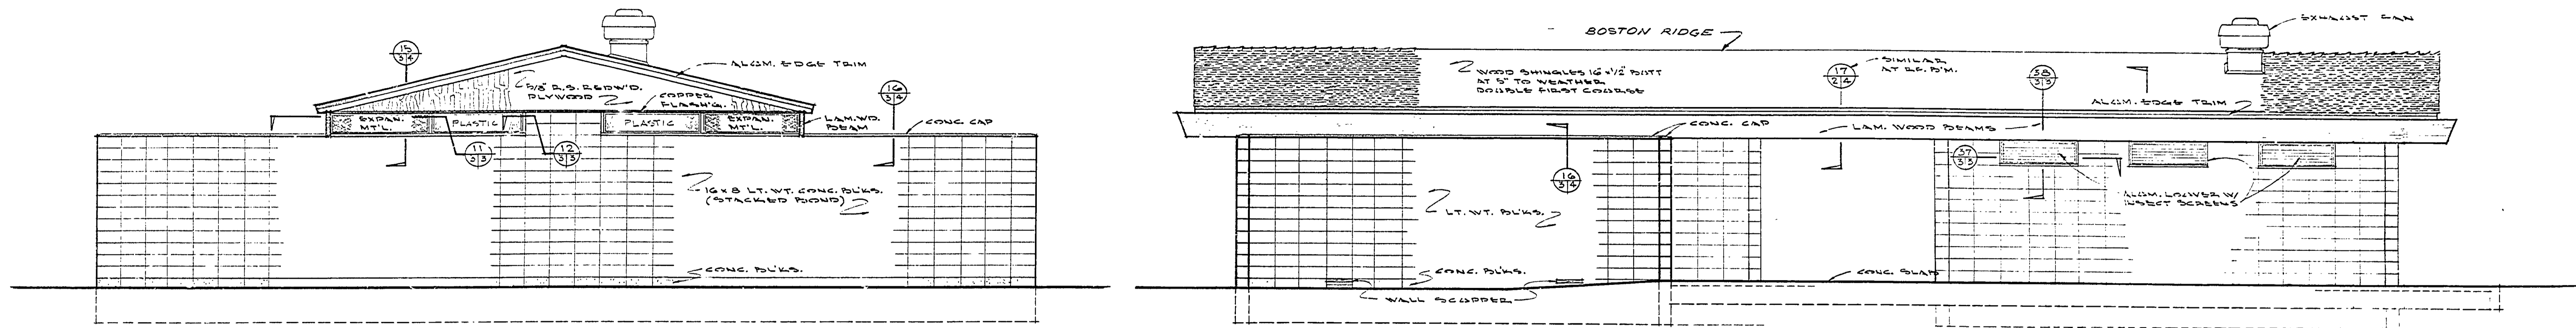 15
3 4
ALUM. EDGE TRIM
5/8" R.S. REDW'D.
PLYWOOD
COPPER
FLASH'G.
16
3 4
EXPAN.
MT'L.
PLASTIC
PLASTIC
EXPAN.
MT'L.
LAM. WD.
BEAM
CONC. CAP
11
3 3
12
3 3
16 x 8 LT. WT. CONC. BLKS.
(STACKED BOND)
CONC. BLKS.
BOSTON RIDGE
EXHAUST FAN
WOOD SHINGLES 16" x 1/2" BUTT
AT 5" TO WEATHER
DOUBLE FIRST COURSE
17
2 4
SIMILAR
AT RF. B'M.
38
3 3
ALUM. EDGE TRIM
CONC. CAP
LAM. WOOD BEAMS
16
3 4
37
3 3
ALUM. LOUVER W/
INSECT SCREENS
LT. WT. BLKS.
CONC. BLKS.
CONC. SLAB
WALL SCUPPER